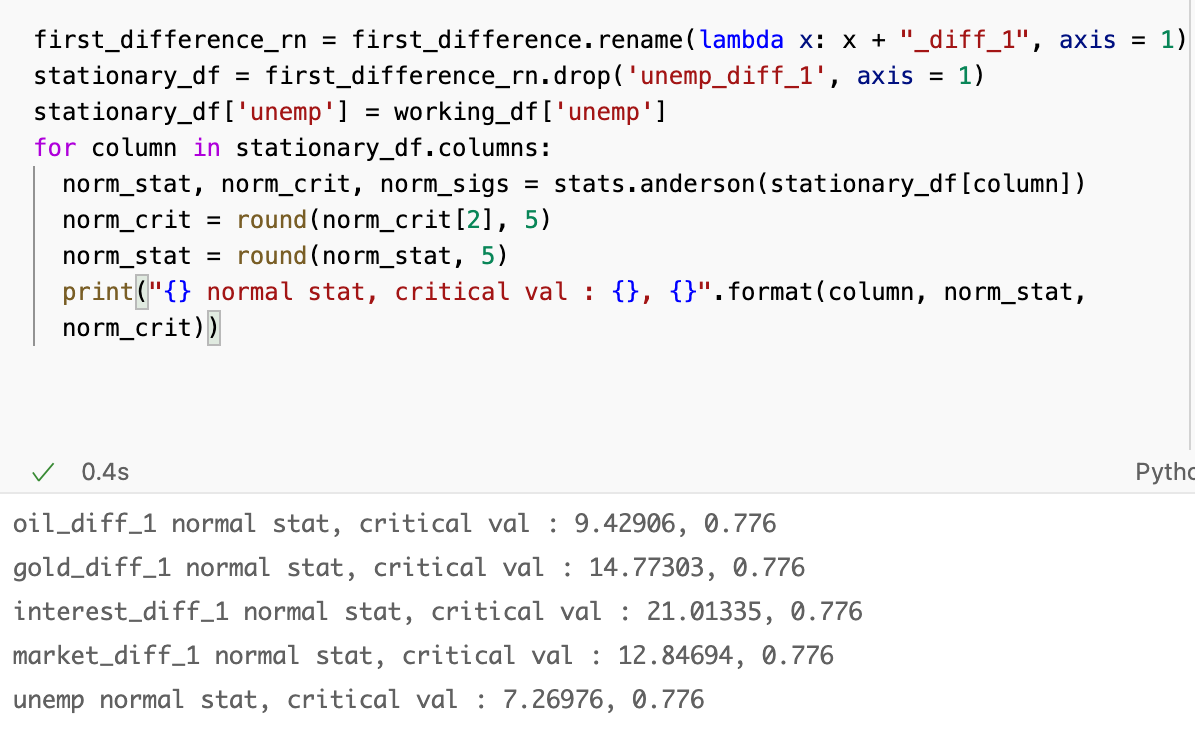 first_difference_rn = first_difference.rename(lambda x: x + "_diff_1", axis = 1)
stationary_df = first_difference_rn.drop('unemp_diff_1', axis = 1)
stationary_df['unemp'] = working_df['unemp']
for column in stationary_df.columns:
norm_stat, norm_crit, norm_sigs = stats.anderson(stationary_df[column])
norm_crit = round(norm_crit[2], 5)
norm_stat = round(norm_stat, 5)
print("{} normal stat, critical val : {}, {}".format(column, norm_stat,
norm_crit))
0.4s
Pytho
oil_diff_1 normal stat, critical val : 9.42906, 0.776
gold_diff_1 normal stat, critical val : 14.77303, 0.776
interest_diff_1 normal stat, critical val : 21.01335, 0.776
market_diff_1 normal stat, critical val : 12.84694, 0.776
unemp normal stat, critical val : 7.26976, 0.776